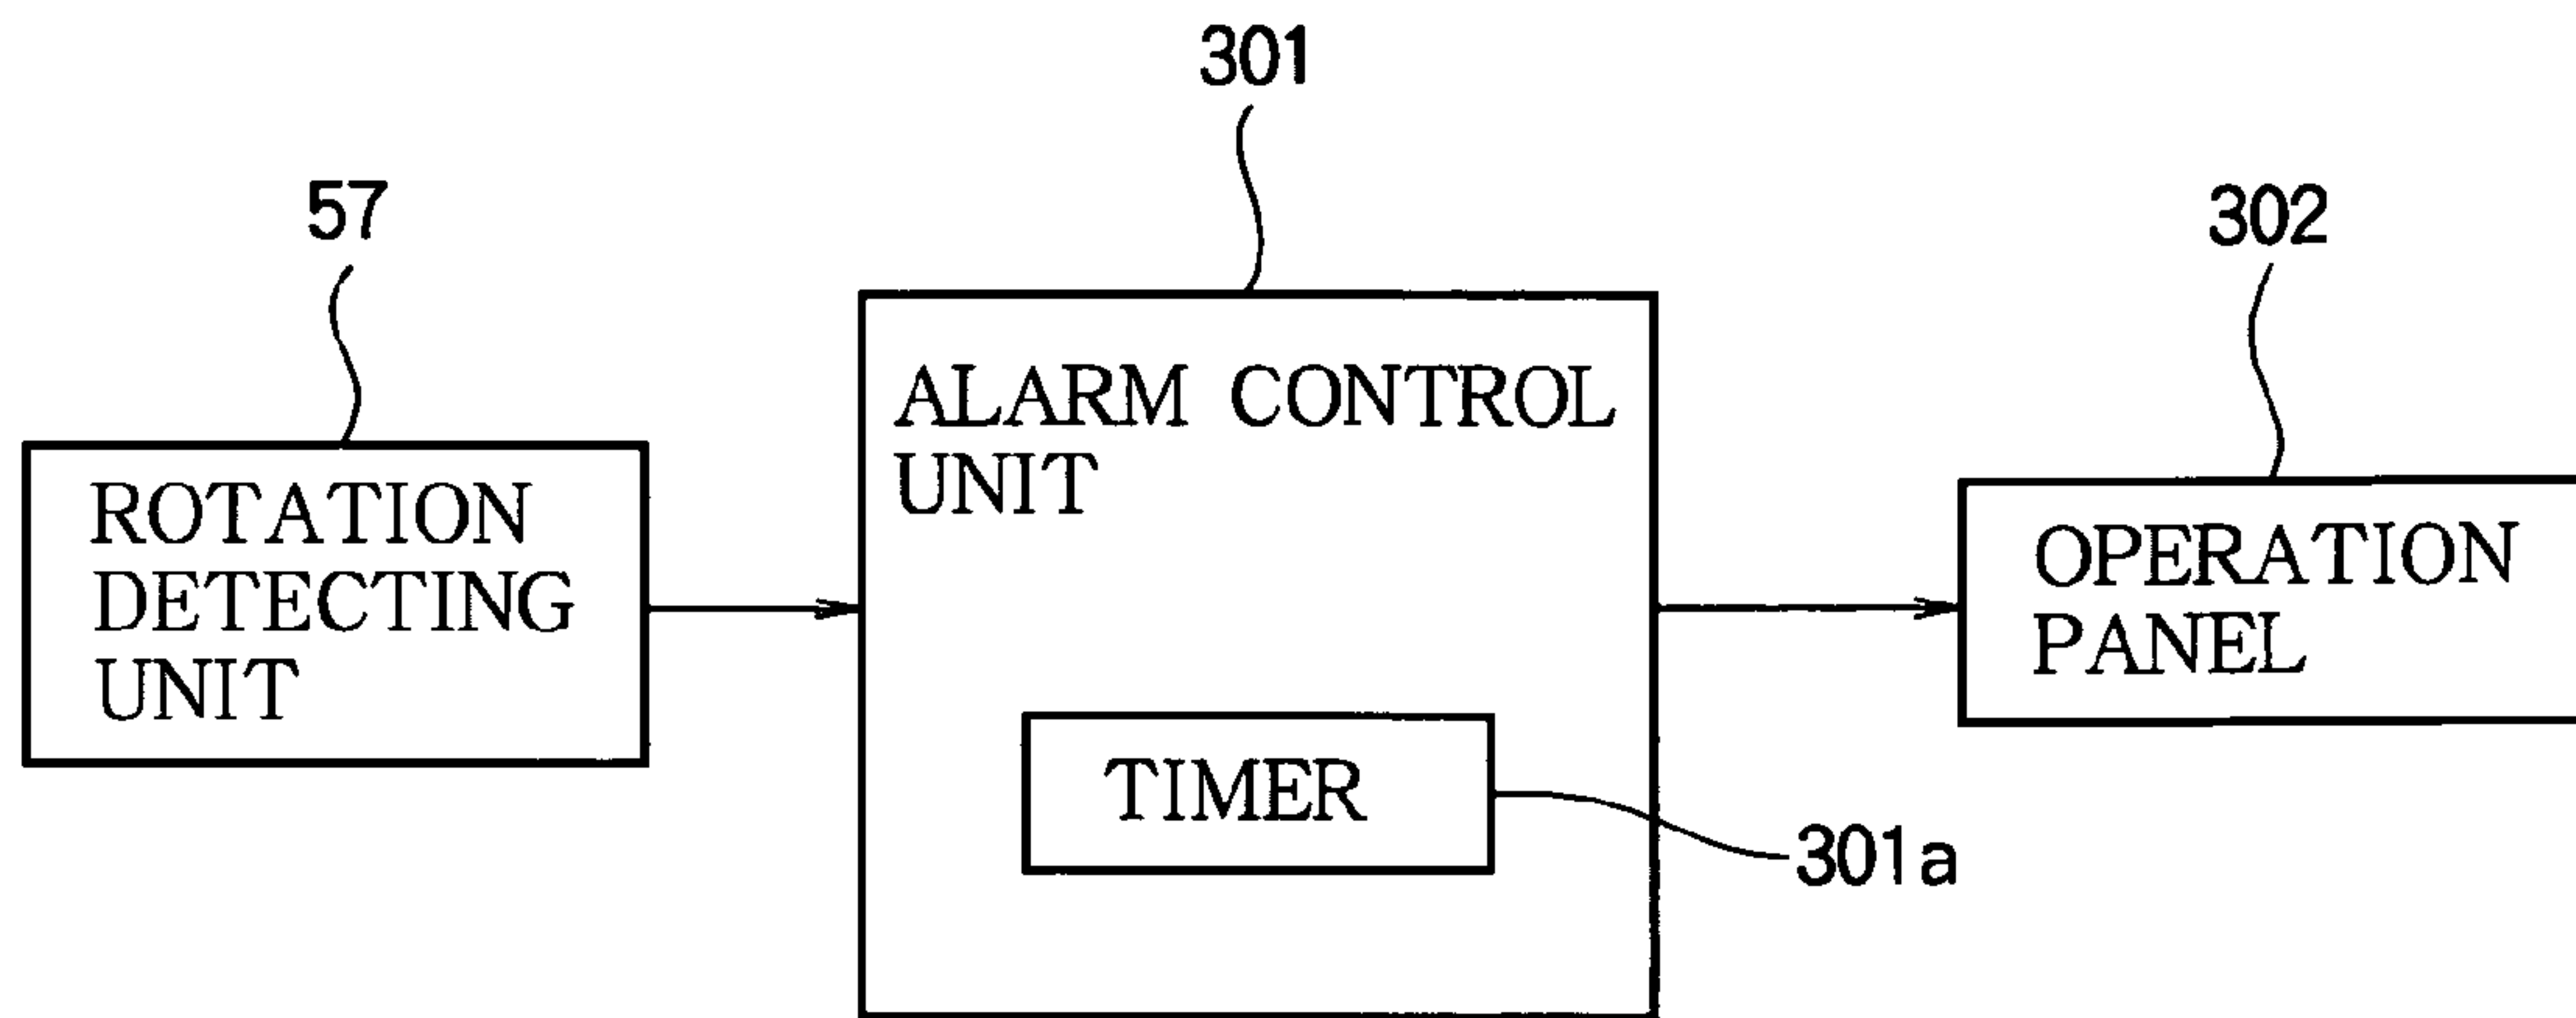 301
57
302
ALARM CONTROL
UNIT
ROTATION
DETECTING
UNIT
OPERATION
PANEL
TIMER
301a